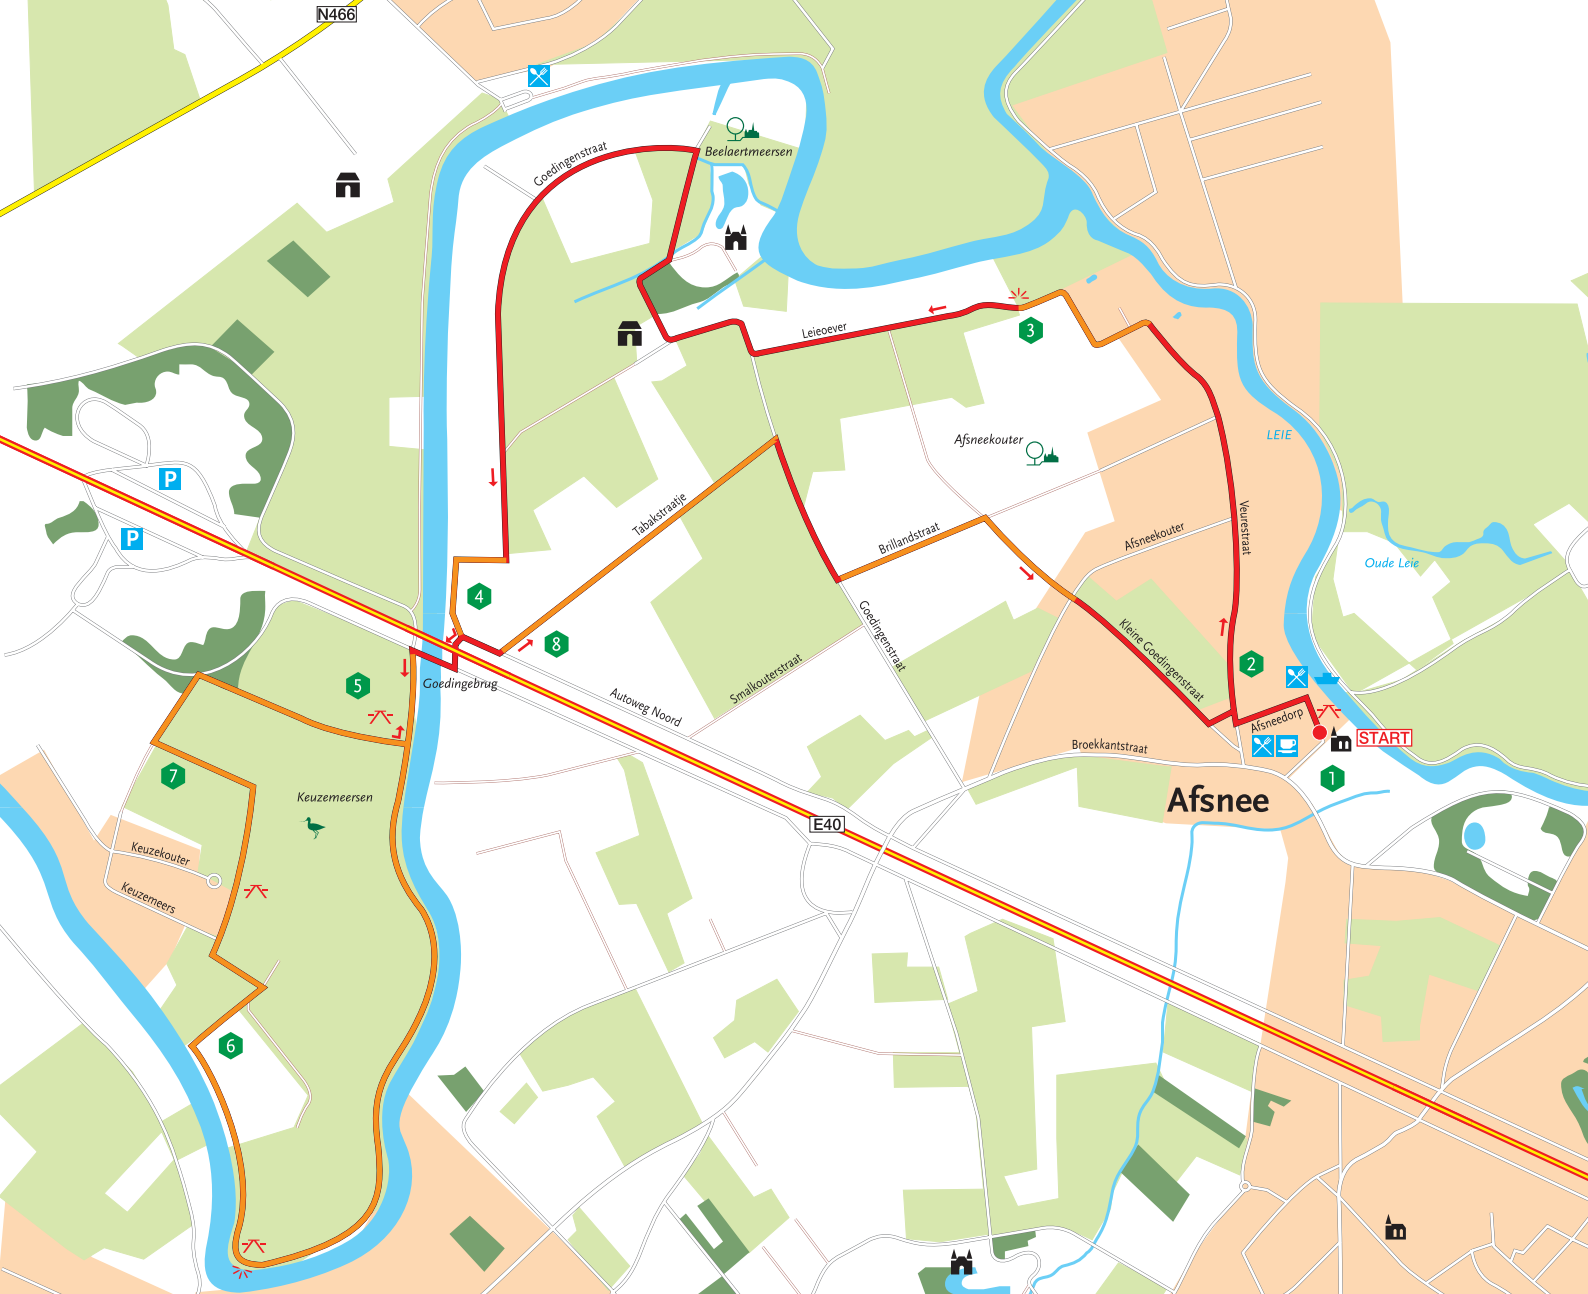 N466
Goedingenstraat
Beelaertmeersen
3
Leieoever
LEIE
Afsneekouter
P
P
Tabakstraatje
Brillandstraat
Afsneekouter
Veurestraat
Oude Leie
4
8
Goedingenstraat
Kleine Goedingenstraat
2
5
Goedingebrug
Smalkouterstraat
Autoweg Noord
Afsneedorp
START
Broekkantstraat
1
7
Keuzemeersen
Afsnee
E40
Keuzekouter
Keuzemeers
6